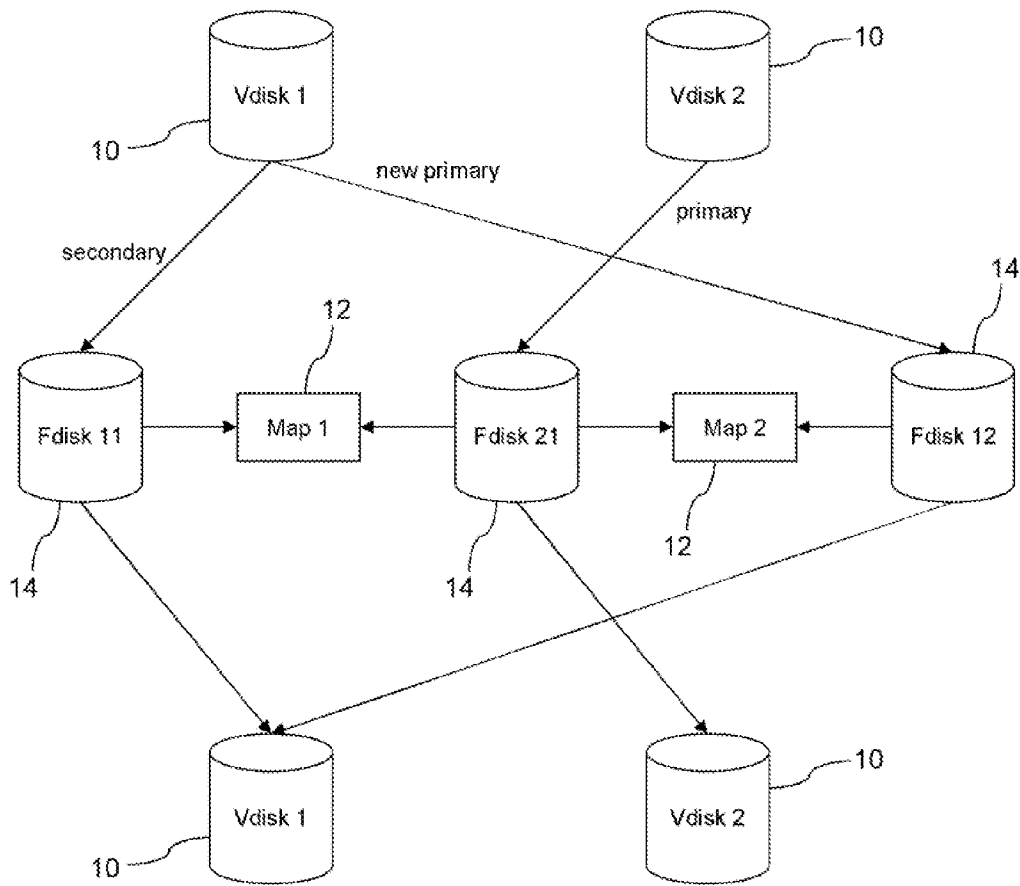 Vdisk 1
10
Vdisk 2
10
new primary
primary
secondary
12
14
Fdisk 11
Map 1
Fdisk 21
Map 2
Fdisk 12
14
14
12
Vdisk 1
10
Vdisk 2
10